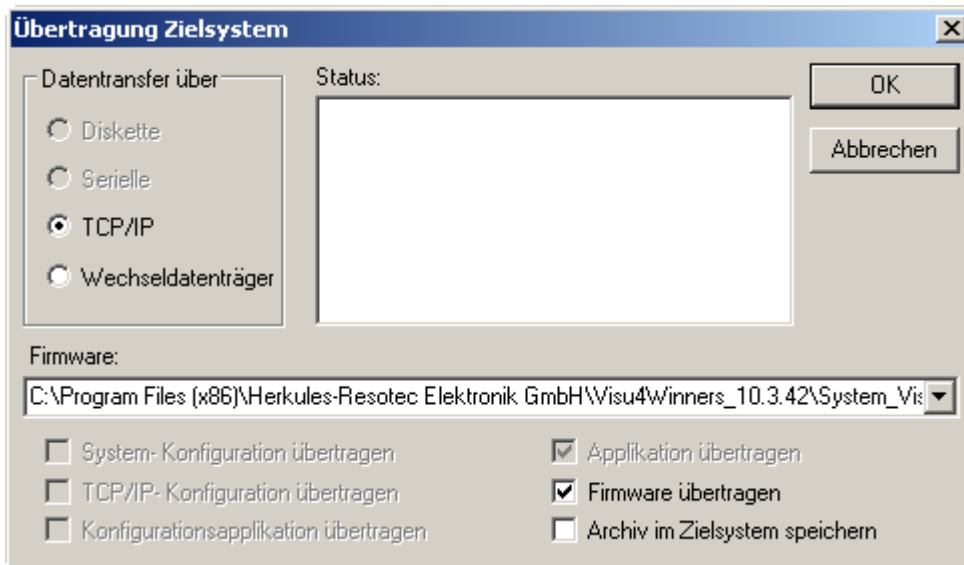 Übertragung Zielsystem
Datentransfer über
Diskette
Serielle
TCP/IP
Wechseldatenträger
Status:
OK
Abbrechen
Firmware:
C:\Program Files (x86)\Herkules-Resotec Elektronik GmbH\Visu4Winners_10.3.42\System_Vis
System- Konfiguration übertragen
TCP/IP- Konfiguration übertragen
Konfigurationsapplikation übertragen
Applikation übertragen
Firmware übertragen
Archiv im Zielsystem speichern